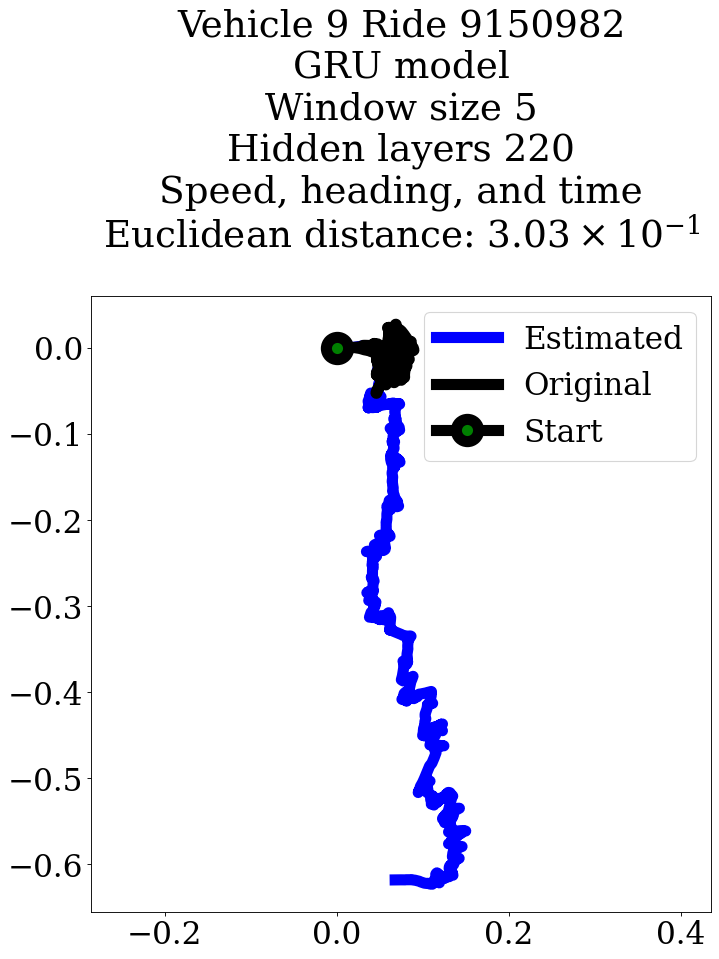 Vehicle 9 Ride 9150982
GRU model
Window size 5
Hidden layers 220
Speed, heading, and time
Euclidean distance: 3.03 × 10⁻¹
Estimated
Original
Start
0.0
−0.1
−0.2
−0.3
−0.4
−0.5
−0.6
−0.2 0.0 0.2 0.4